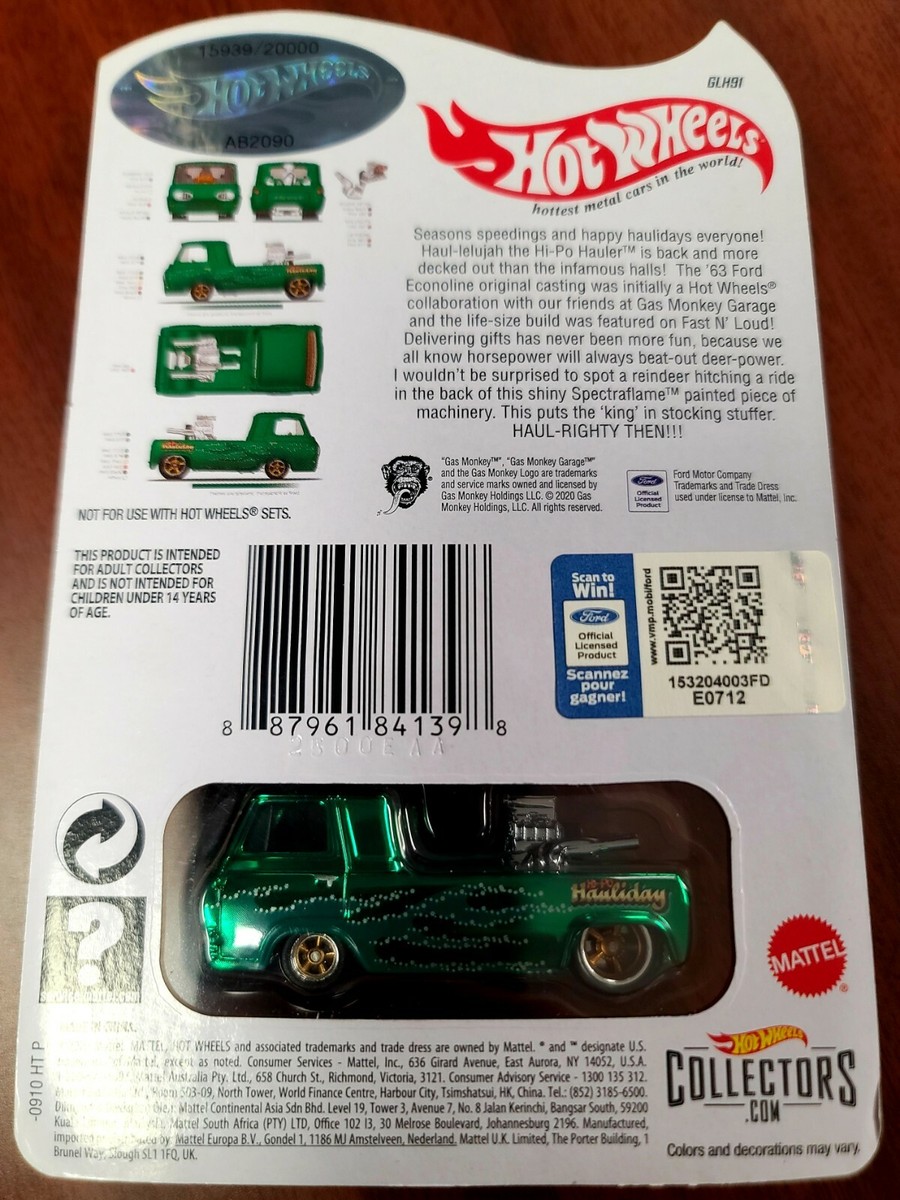 15939/20000
HOT WHEELS
AB2090
GLH91
HOT WHEELS
hottest metal cars in the world!
Seasons speedings and happy haulidays everyone!
Haul-lelujah the Hi-Po Hauler™ is back and more
decked out than the infamous halls! The '63 Ford
Econoline original casting was initially a Hot Wheels®
collaboration with our friends at Gas Monkey Garage
and the life-size build was featured on Fast N' Loud!
Delivering gifts has never been more fun, because we
all know horsepower will always beat-out deer-power.
I wouldn't be surprised to spot a reindeer hitching a ride
in the back of this shiny Spectraflame™ painted piece of
machinery. This puts the 'king' in stocking stuffer.
HAUL-RIGHTY THEN!!!
"Gas Monkey™", "Gas Monkey Garage™"
and the Gas Monkey Logo are trademarks
and service marks owned and licensed by
Gas Monkey Holdings LLC. © 2020 Gas
Monkey Holdings, LLC. All rights reserved.
Ford
Official
Licensed
Product
Ford Motor Company
Trademarks and Trade Dress
used under license to Mattel, Inc.
NOT FOR USE WITH HOT WHEELS® SETS.
THIS PRODUCT IS INTENDED
FOR ADULT COLLECTORS
AND IS NOT INTENDED FOR
CHILDREN UNDER 14 YEARS
OF AGE.
8 87961 84139 8
2600EAA
Scan to
Win!
Ford
Official
Licensed
Product
Scannez
pour
gagner!
www.vmp.mobi/ford
153204003FD
E0712
Hi-Po
Hauliday
?
MATTEL®
MATTEL, HOT WHEELS and associated trademarks and trade dress are owned by Mattel. ® and ™ designate U.S.
except as noted. Consumer Services - Mattel, Inc., 636 Girard Avenue, East Aurora, NY 14052, U.S.A.
Mattel Australia Pty. Ltd., 658 Church St., Richmond, Victoria, 3121. Consumer Advisory Service - 1300 135 312.
Room 503-09, North Tower, World Finance Centre, Harbour City, Tsimshatsui, HK, China. Tel.: (852) 3185-6500.
Mattel Continental Asia Sdn Bhd. Level 19, Tower 3, Avenue 7, No. 8 Jalan Kerinchi, Bangsar South, 59200
Mattel South Africa (PTY) LTD, Office 102 I3, 30 Melrose Boulevard, Johannesburg 2196. Manufactured,
imported by Mattel Europa B.V., Gondel 1, 1186 MJ Amstelveen, Nederland. Mattel U.K. Limited, The Porter Building, 1
Brunel Way, Slough SL1 1FQ, UK.
-0910 HT P
HOT WHEELS
COLLECTORS
.COM
Colors and decorations may vary.